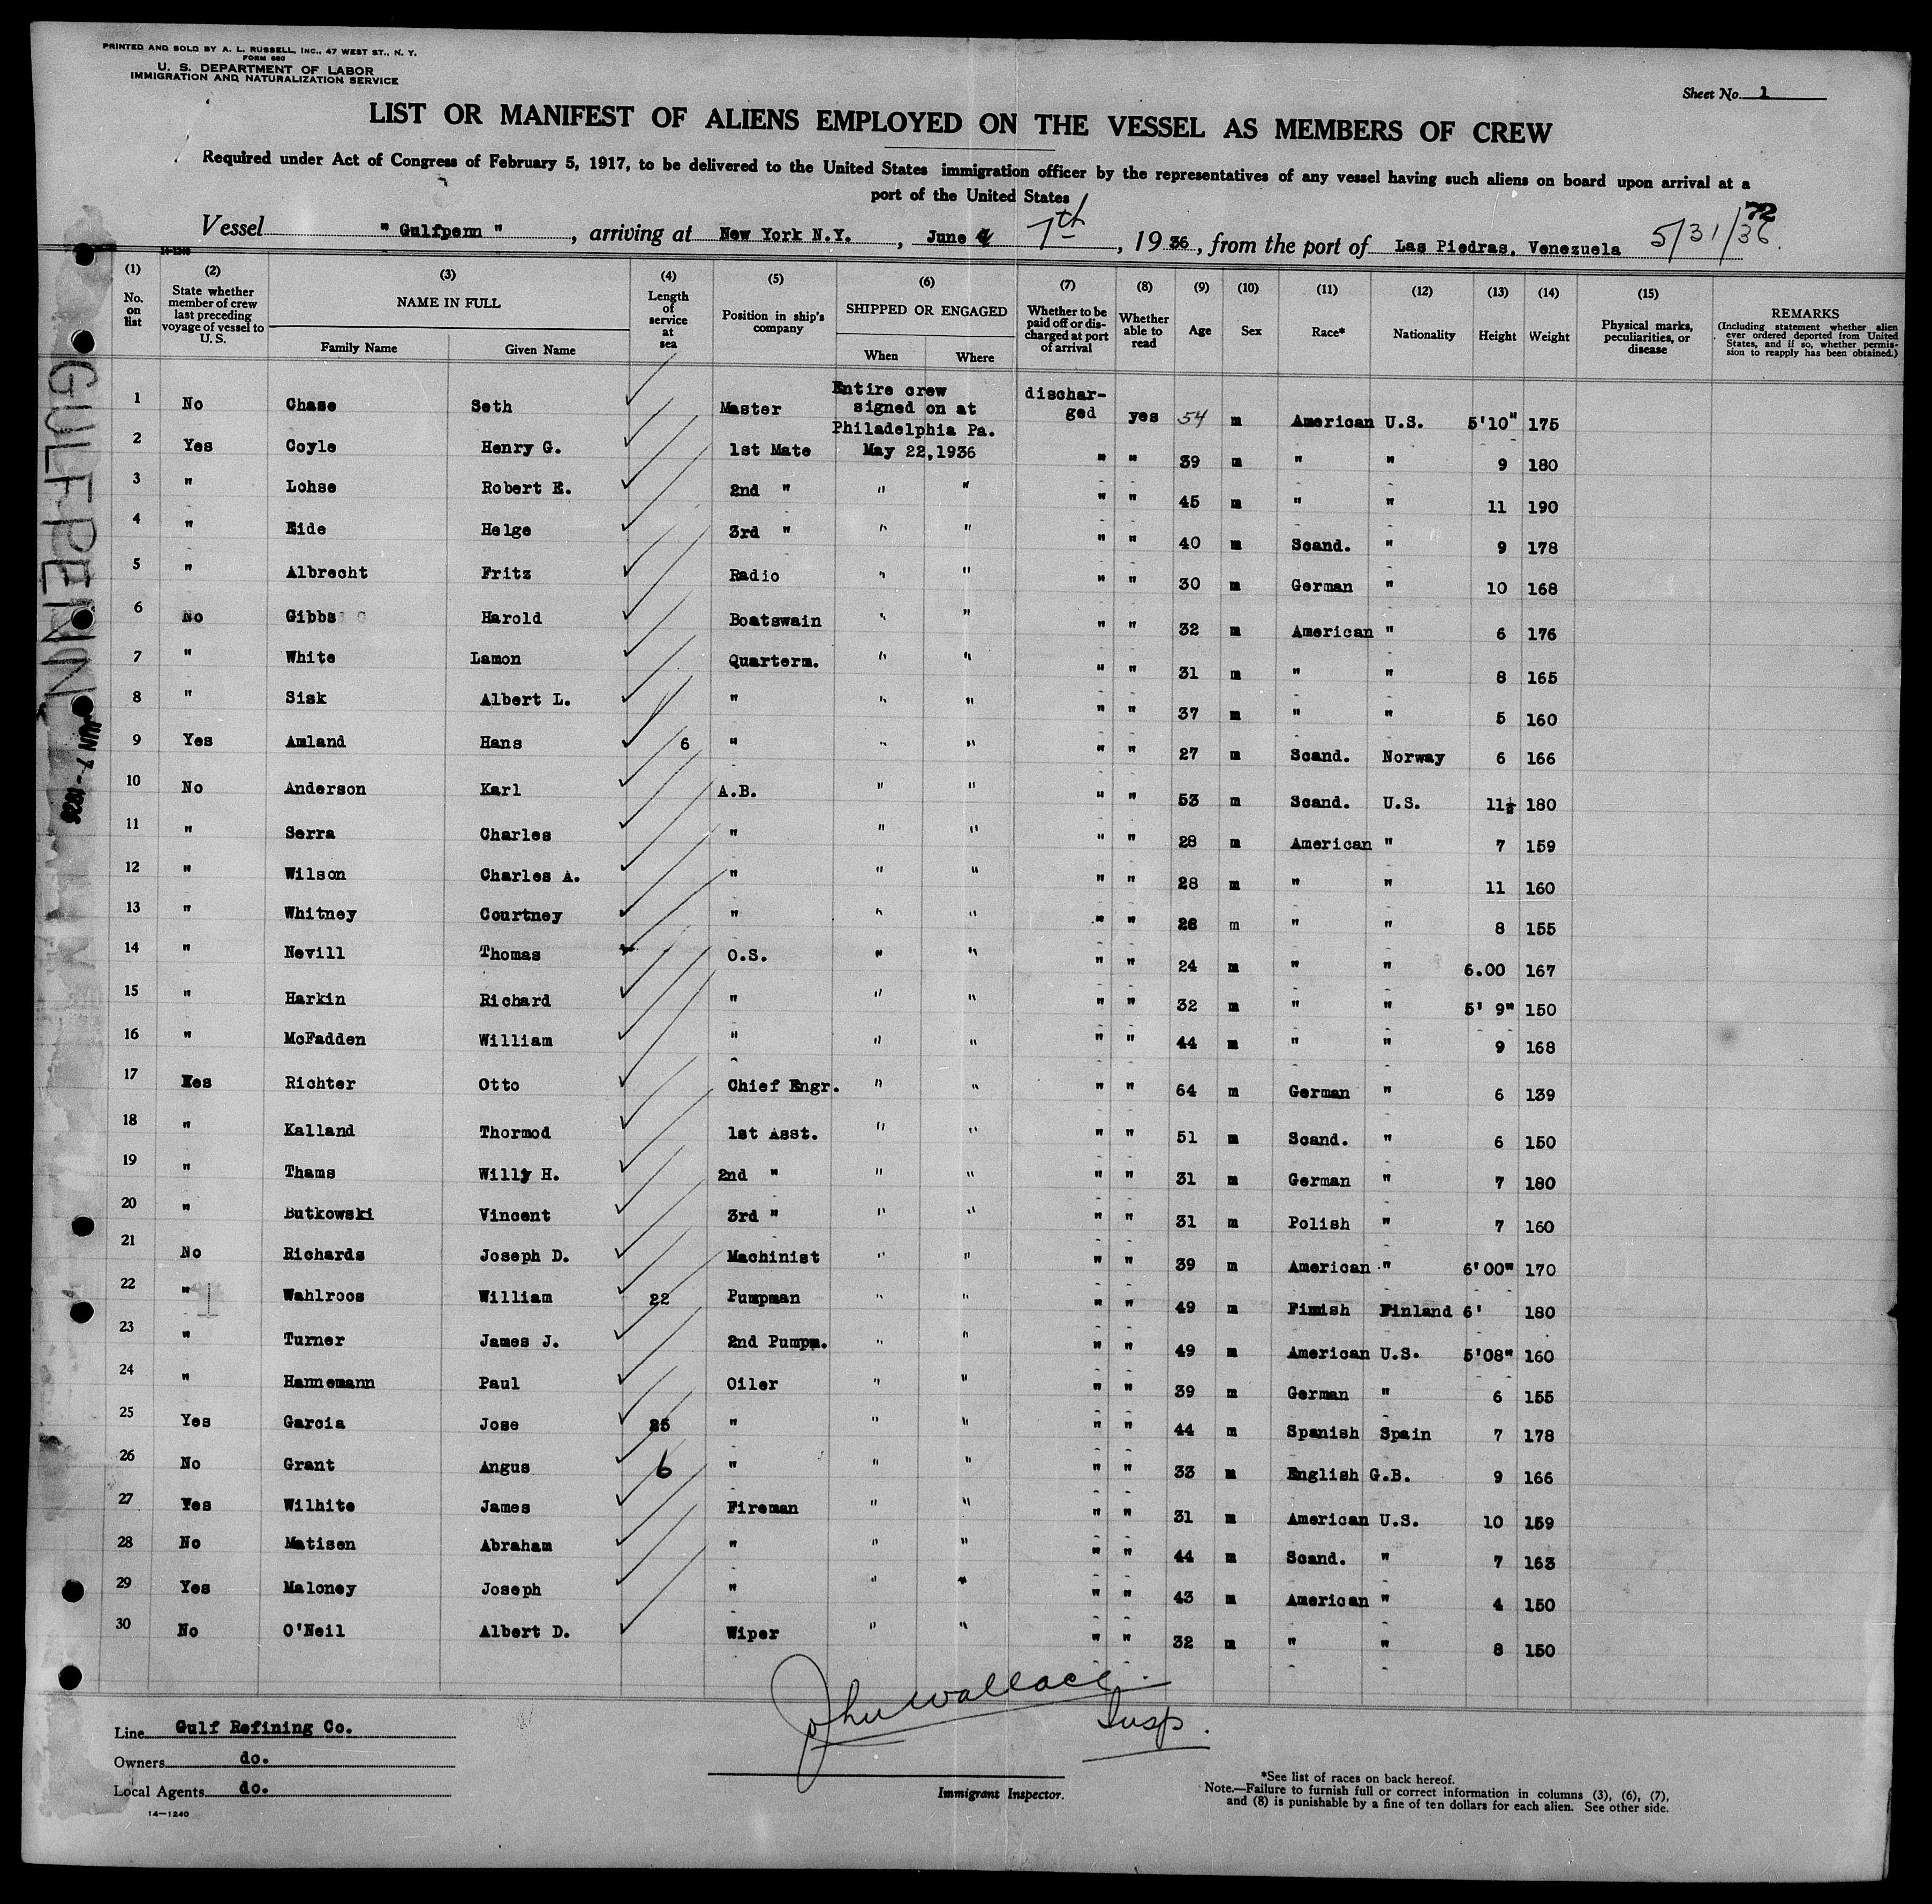 PRINTED AND SOLD BY A. L. RUSSELL, INC., 47 WEST ST., N. Y.
FORM 680
U. S. DEPARTMENT OF LABOR
IMMIGRATION AND NATURALIZATION SERVICE
Sheet No. 1
LIST OR MANIFEST OF ALIENS EMPLOYED ON THE VESSEL AS MEMBERS OF CREW
Required under Act of Congress of February 5, 1917, to be delivered to the United States immigration officer by the representatives of any vessel having such aliens on board upon arrival at a
port of the United States
72
Vessel " Gulfpenn ", arriving at New York N.Y., June 7th, 1936, from the port of Las Piedras, Venezuela 5/31/36.
(1) (2) (3) (4) (5) (6) (7) (8) (9) (10) (11) (12) (13) (14) (15)
No. on list State whether member of crew last preceding voyage of vessel to U. S. NAME IN FULL Family Name Given Name Length of service at sea Position in ship's company SHIPPED OR ENGAGED When Where Whether to be paid off or discharged at port of arrival Whether able to read Age Sex Race* Nationality Height Weight Physical marks, peculiarities, or disease REMARKS (Including statement whether alien ever ordered deported from United States, and if so, whether permission to reapply has been obtained.)
Entire crew signed on at Philadelphia Pa. May 22,1936
1 No Chase Seth Master dischar-ged yes 54 m American U.S. 5'10" 175
2 Yes Coyle Henry G. 1st Mate " " 39 m " " 9 180
3 " Lohse Robert E. 2nd " " " " " 45 m " " 11 190
4 " Eide Helge 3rd " " " " " 40 m Scand. " 9 178
5 " Albrecht Fritz Radio " " " " 30 m German " 10 168
6 No Gibbs Harold Boatswain " " " " 32 m American " 6 176
7 " White Lamon Quarterm. " " " " 31 m " " 8 165
8 " Sisk Albert L. " " " " " 37 m " " 5 160
9 Yes Amland Hans 6 " " " " " 27 m Scand. Norway 6 166
10 No Anderson Karl A.B. " " " " 53 m Scand. U.S. 11½ 180
11 " Serra Charles " " " " " 28 m American " 7 159
12 " Wilson Charles A. " " " " " 28 m " " 11 160
13 " Whitney Courtney " " " " " 26 m " " 8 155
14 " Nevill Thomas O.S. " " " " 24 m " " 6.00 167
15 " Harkin Richard " " " " " 32 m " " 5' 9" 150
16 " McFadden William " " " " " 44 m " " 9 168
17 Yes Richter Otto Chief Engr. " " " " 64 m German " 6 139
18 " Kalland Thormod 1st Asst. " " " " 51 m Scand. " 6 150
19 " Thams Willy H. 2nd " " " " " 31 m German " 7 180
20 " Butkowski Vincent 3rd " " " " " 31 m Polish " 7 160
21 No Richards Joseph D. Machinist " " " " 39 m American " 6'00" 170
22 " Wahlroos William 22 Pumpman " " " " 49 m Finish Finland 6' 180
23 " Turner James J. 2nd Pumpm. " " " " 49 m American U.S. 5'08" 160
24 " Hannemann Paul Oiler " " " " 39 m German " 6 155
25 Yes Garcia Jose 25 " " " " " 44 m Spanish Spain 7 178
26 No Grant Angus 6 " " " " " 33 m English G.B. 9 166
27 Yes Wilhite James Fireman " " " " 31 m American U.S. 10 159
28 No Matisen Abraham " " " " " 44 m Scand. " 7 163
29 Yes Maloney Joseph " " " " " 43 m American " 4 150
30 No O'Neil Albert D. Wiper " " " " 32 m " " 8 150
GULFPENN
JUN 7- 1936
John Wallace
Insp.
Line Gulf Refining Co.
Owners do.
Local Agents do.
14—1240
Immigrant Inspector.
*See list of races on back hereof.
Note.—Failure to furnish full or correct information in columns (3), (6), (7),
and (8) is punishable by a fine of ten dollars for each alien. See other side.